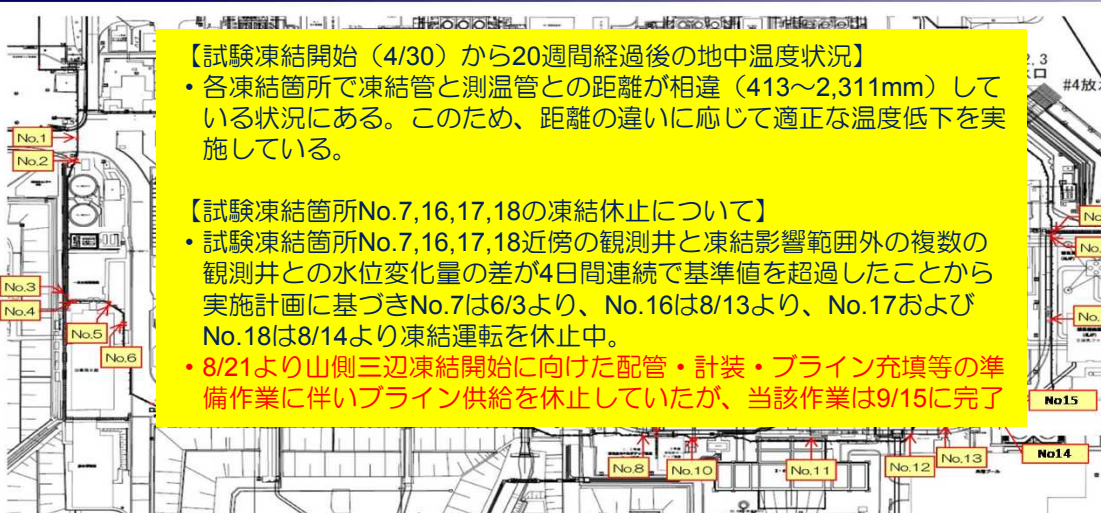 【試験凍結開始（4/30）から20週間経過後の地中温度状況】
• 各凍結箇所で凍結管と測温管との距離が相違（413～2,311mm）して
いる状況にある。このため、距離の違いに応じて適正な温度低下を実
施している。
【試験凍結箇所No.7,16,17,18の凍結休止について】
• 試験凍結箇所No.7,16,17,18近傍の観測井と凍結影響範囲外の複数の
観測井との水位変化量の差が4日間連続で基準値を超過したことから
実施計画に基づきNo.7は6/3より、No.16は8/13より、No.17および
No.18は8/14より凍結運転を休止中。
• 8/21より山側三辺凍結開始に向けた配管・計装・ブライン充填等の準
備作業に伴いブライン供給を休止していたが、当該作業は9/15に完了
No.1
No.2
No.3
No.4
No.5
No.6
No.8
No.10
No.11
No.12
No.13
No14
No15